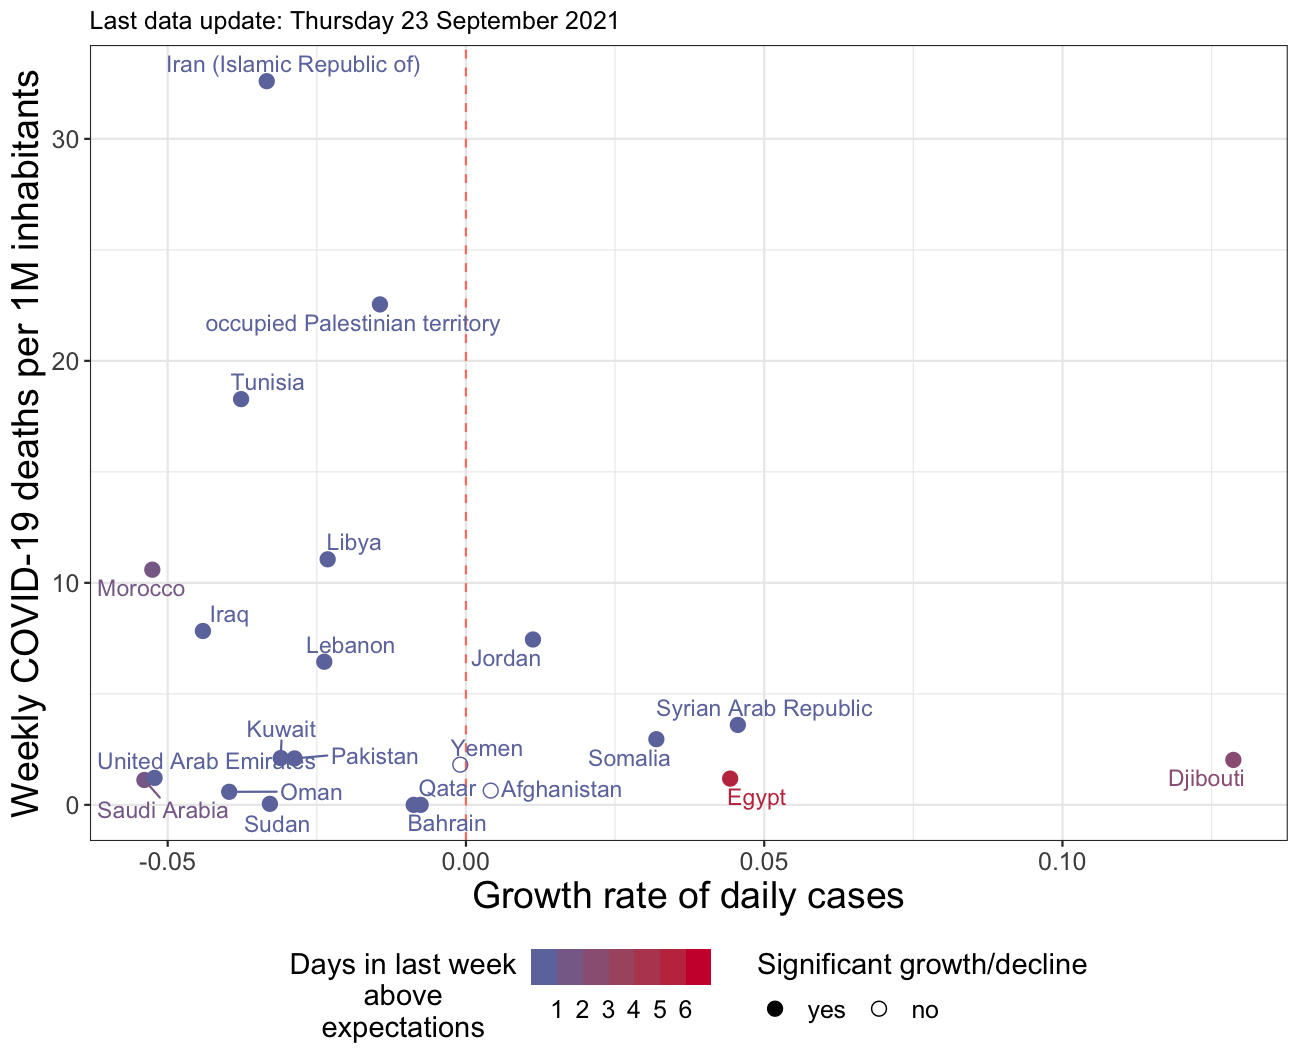 Last data update: Thursday 23 September 2021
Weekly COVID-19 deaths per 1M inhabitants
30
20
10
0
Iran (Islamic Republic of)
occupied Palestinian territory
Tunisia
Libya
Morocco
Iraq
Lebanon
Jordan
Syrian Arab Republic
Kuwait
Yemen
Pakistan
Somalia
United Arab Emirates
Djibouti
Qatar
Afghanistan
Oman
Egypt
Saudi Arabia
Sudan
Bahrain
-0.05
0.00
0.05
0.10
Growth rate of daily cases
Days in last week
above
expectations
1 2 3 4 5 6
Significant growth/decline
yes
no